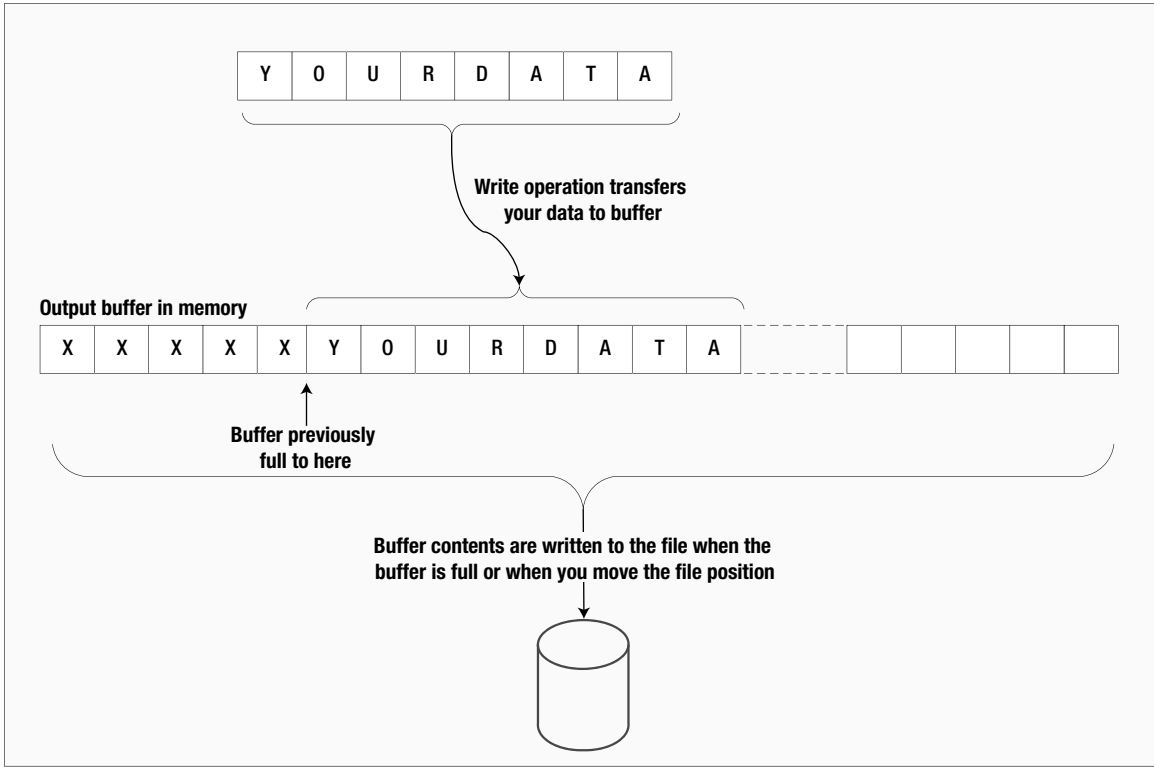 Y O U R D A T A
Write operation transfers
your data to buffer
Output buffer in memory
X X X X X Y O U R D A T A
Buffer previously
full to here
Buffer contents are written to the file when the
buffer is full or when you move the file position